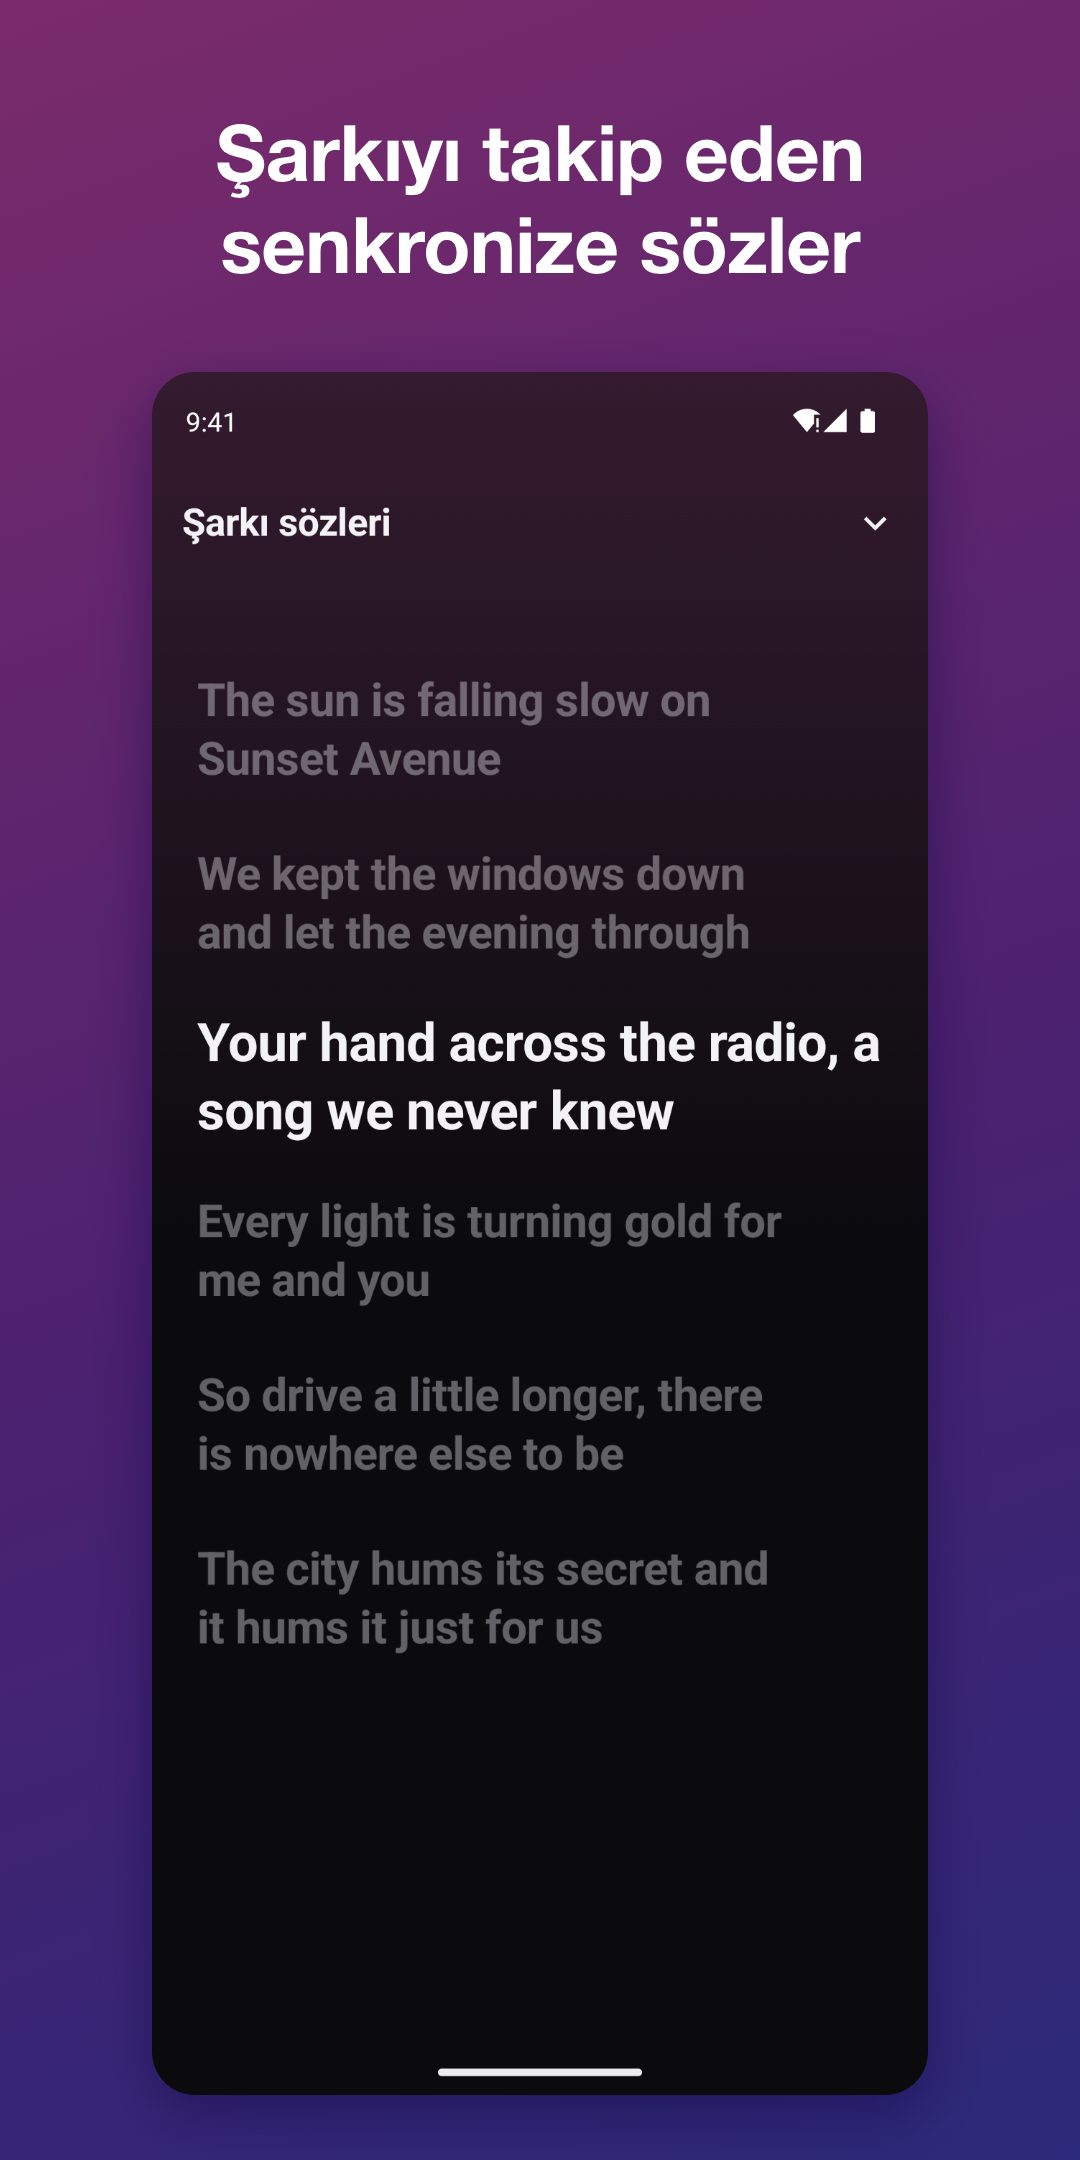 Şarkıyı takip eden
senkronize sözler
9:41
Şarkı sözleri
The sun is falling slow on
Sunset Avenue
We kept the windows down
and let the evening through
Your hand across the radio, a
song we never knew
Every light is turning gold for
me and you
So drive a little longer, there
is nowhere else to be
The city hums its secret and
it hums it just for us